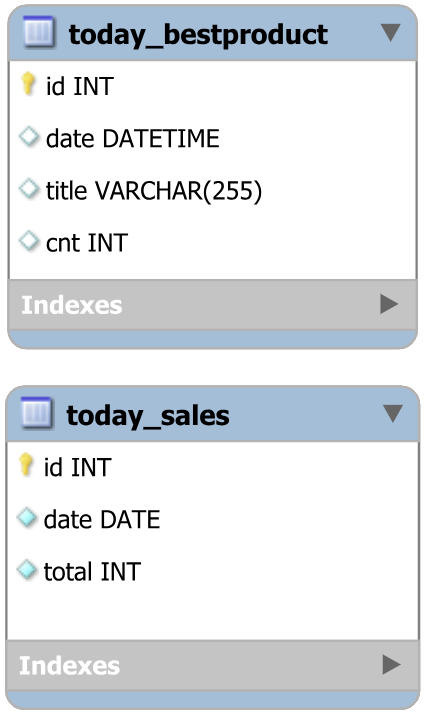 today_bestproduct
id INT
date DATETIME
title VARCHAR(255)
cnt INT
Indexes
today_sales
id INT
date DATE
total INT
Indexes